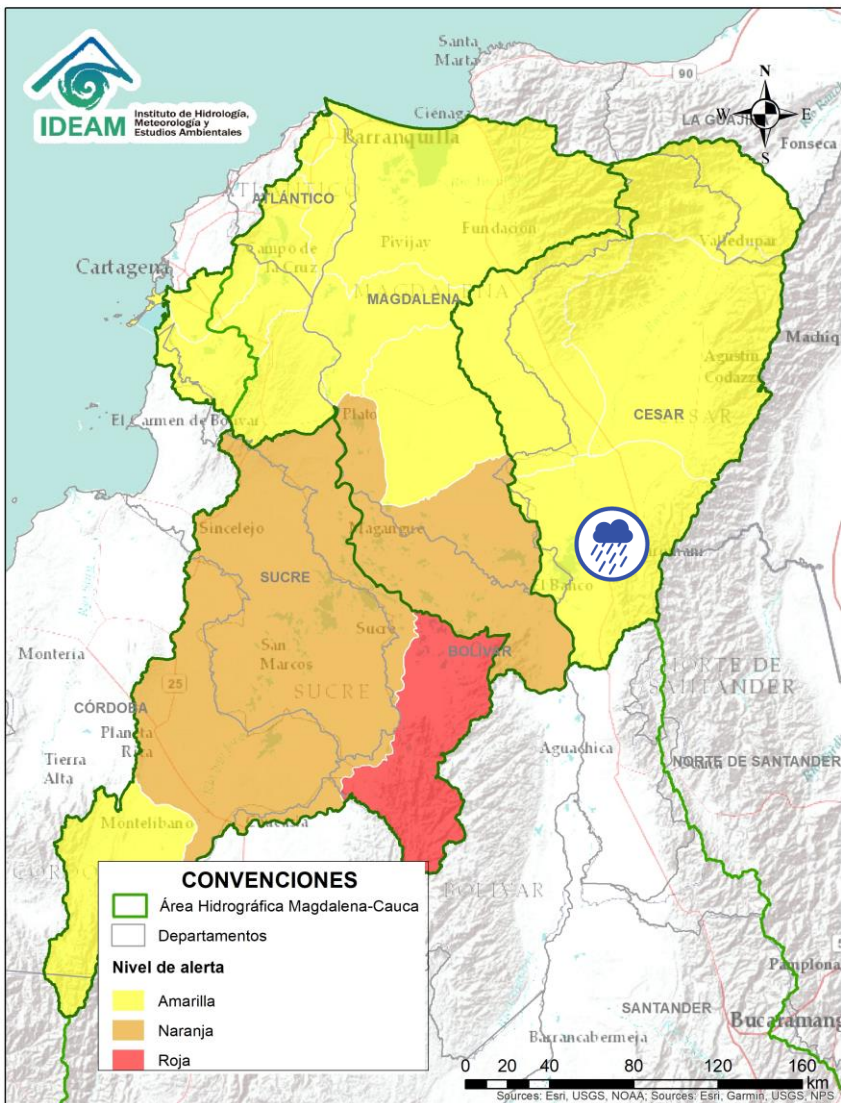 IDEAM
Instituto de Hidrología,
Meteorología y
Estudios Ambientales
Santa
Marta
90
N
W E
S
Ciénaga
LA GUAJI
Fonseca
Barranquilla
ATLÁNTICO
Pivijay
Fundación
Valledupar
Campo de
la Cruz
Cartagena
MAGDALENA
MAGDALENA
Machiq
Agustín
Codazzi
El Carmen de Bolívar
Plato
CESAR
Sincelejo
Magangue
SUCRE
El Banco
Sucre
San
Marcos
BOLÍVAR
Montería
SUCRE
25
NORTE DE
SANTANDER
CÓRDOBA
Planeta
Rica
Aguachica
Tierra
Alta
NORTE DE SANTANDER
Montelíbano
BOLÍVAR
CONVENCIONES
Área Hidrográfica Magdalena-Cauca
Departamentos
Nivel de alerta
Amarilla
Naranja
Roja
Pamplona
SANTANDER
Bucaramang
Barrancabermeja
0 20 40 80 120 160
km
Sources: Esri, USGS, NOAA; Sources: Esri, Garmin, USGS, NPS